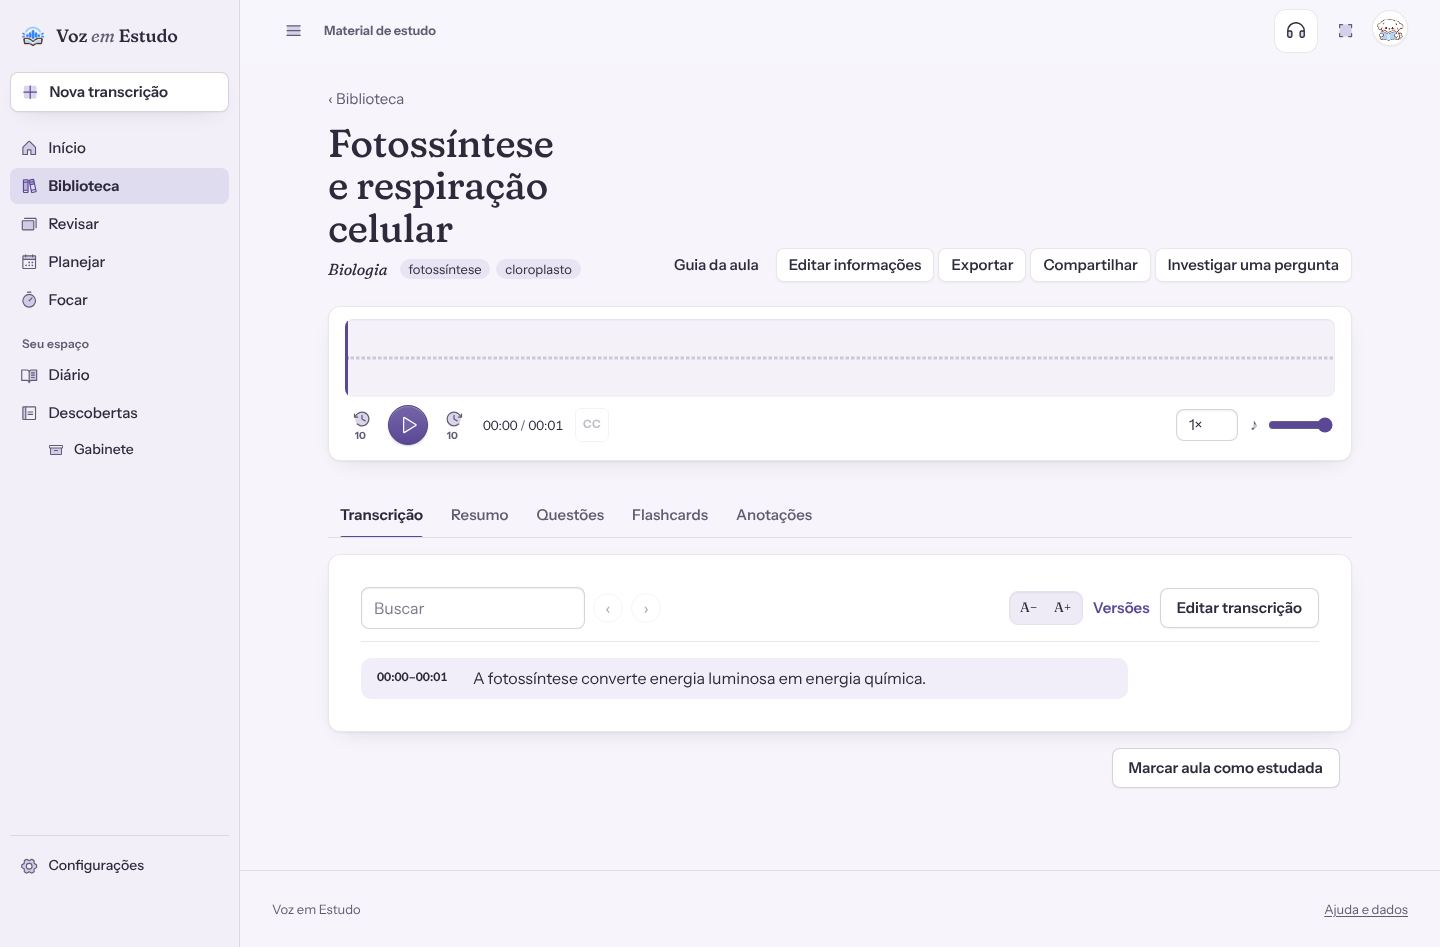 Voz em Estudo
Nova transcrição
Início
Biblioteca
Revisar
Planejar
Focar
Seu espaço
Diário
Descobertas
Gabinete
Configurações
Material de estudo
‹ Biblioteca
Fotossíntese
e respiração
celular
Biologia fotossíntese cloroplasto
Guia da aula Editar informações Exportar Compartilhar Investigar uma pergunta
10 10 00:00 / 00:01 CC 1× ♪
Transcrição Resumo Questões Flashcards Anotações
Buscar ‹ › A− A+ Versões Editar transcrição
00:00–00:01 A fotossíntese converte energia luminosa em energia química.
Marcar aula como estudada
Voz em Estudo Ajuda e dados